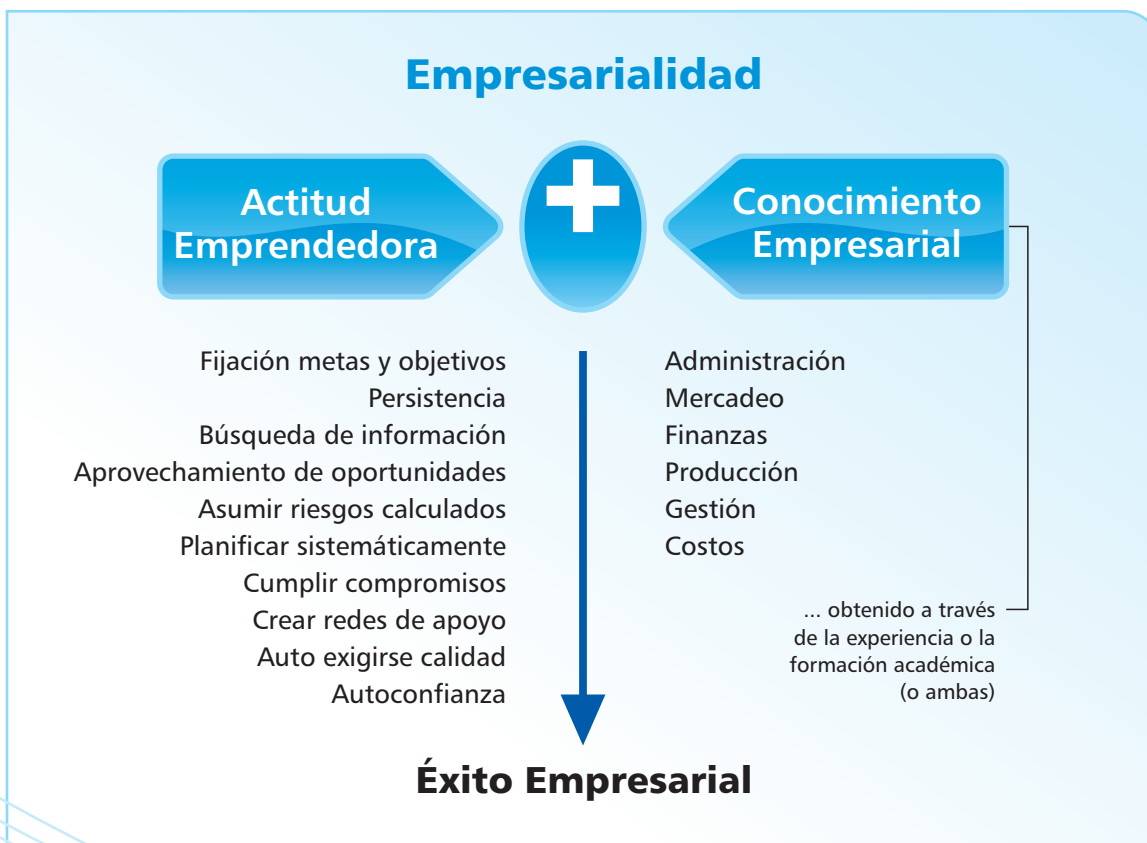 Empresarialidad
Actitud
Emprendedora
+
Conocimiento
Empresarial
Fijación metas y objetivos
Persistencia
Búsqueda de información
Aprovechamiento de oportunidades
Asumir riesgos calculados
Planificar sistemáticamente
Cumplir compromisos
Crear redes de apoyo
Auto exigirse calidad
Autoconfianza
Administración
Mercadeo
Finanzas
Producción
Gestión
Costos
... obtenido a través
de la experiencia o la
formación académica
(o ambas)
Éxito Empresarial